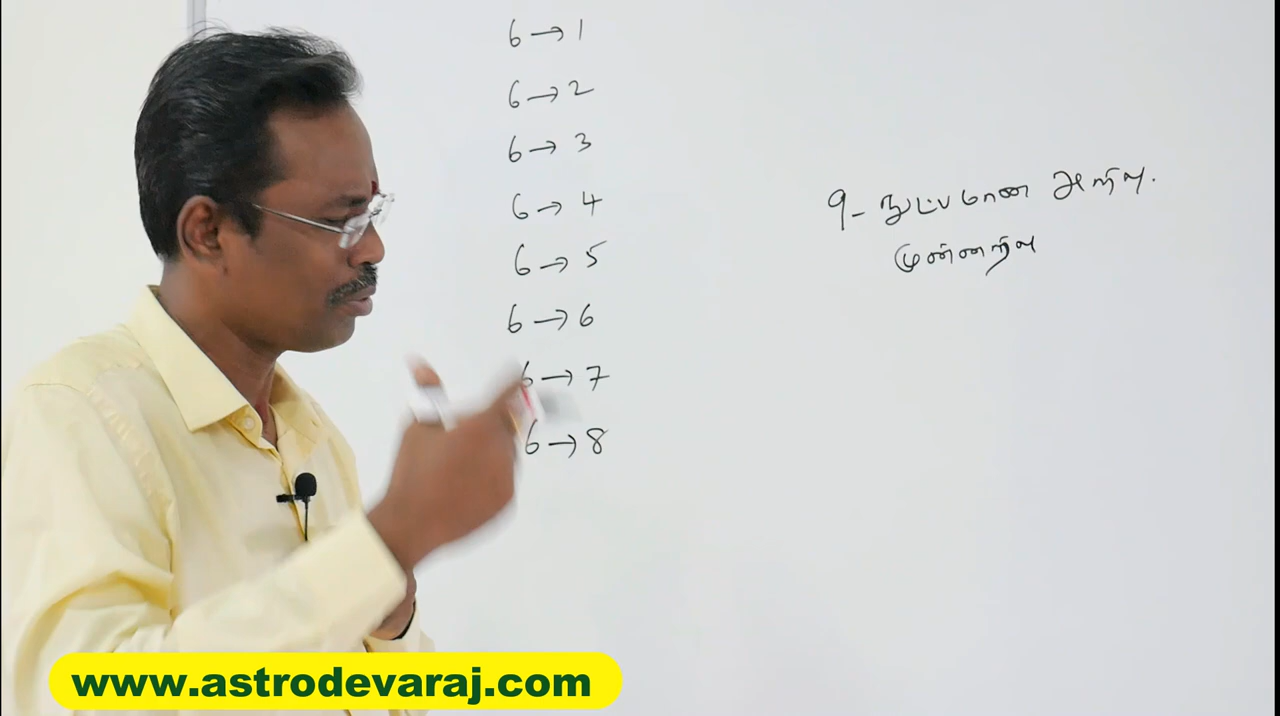 6 → 1
6 → 2
6 → 3
6 → 4
6 → 5
6 → 6
6 → 7
6 → 8
9 - நுட்பமான அறிவு.
முன்னறிவு
www.astrodevaraj.com